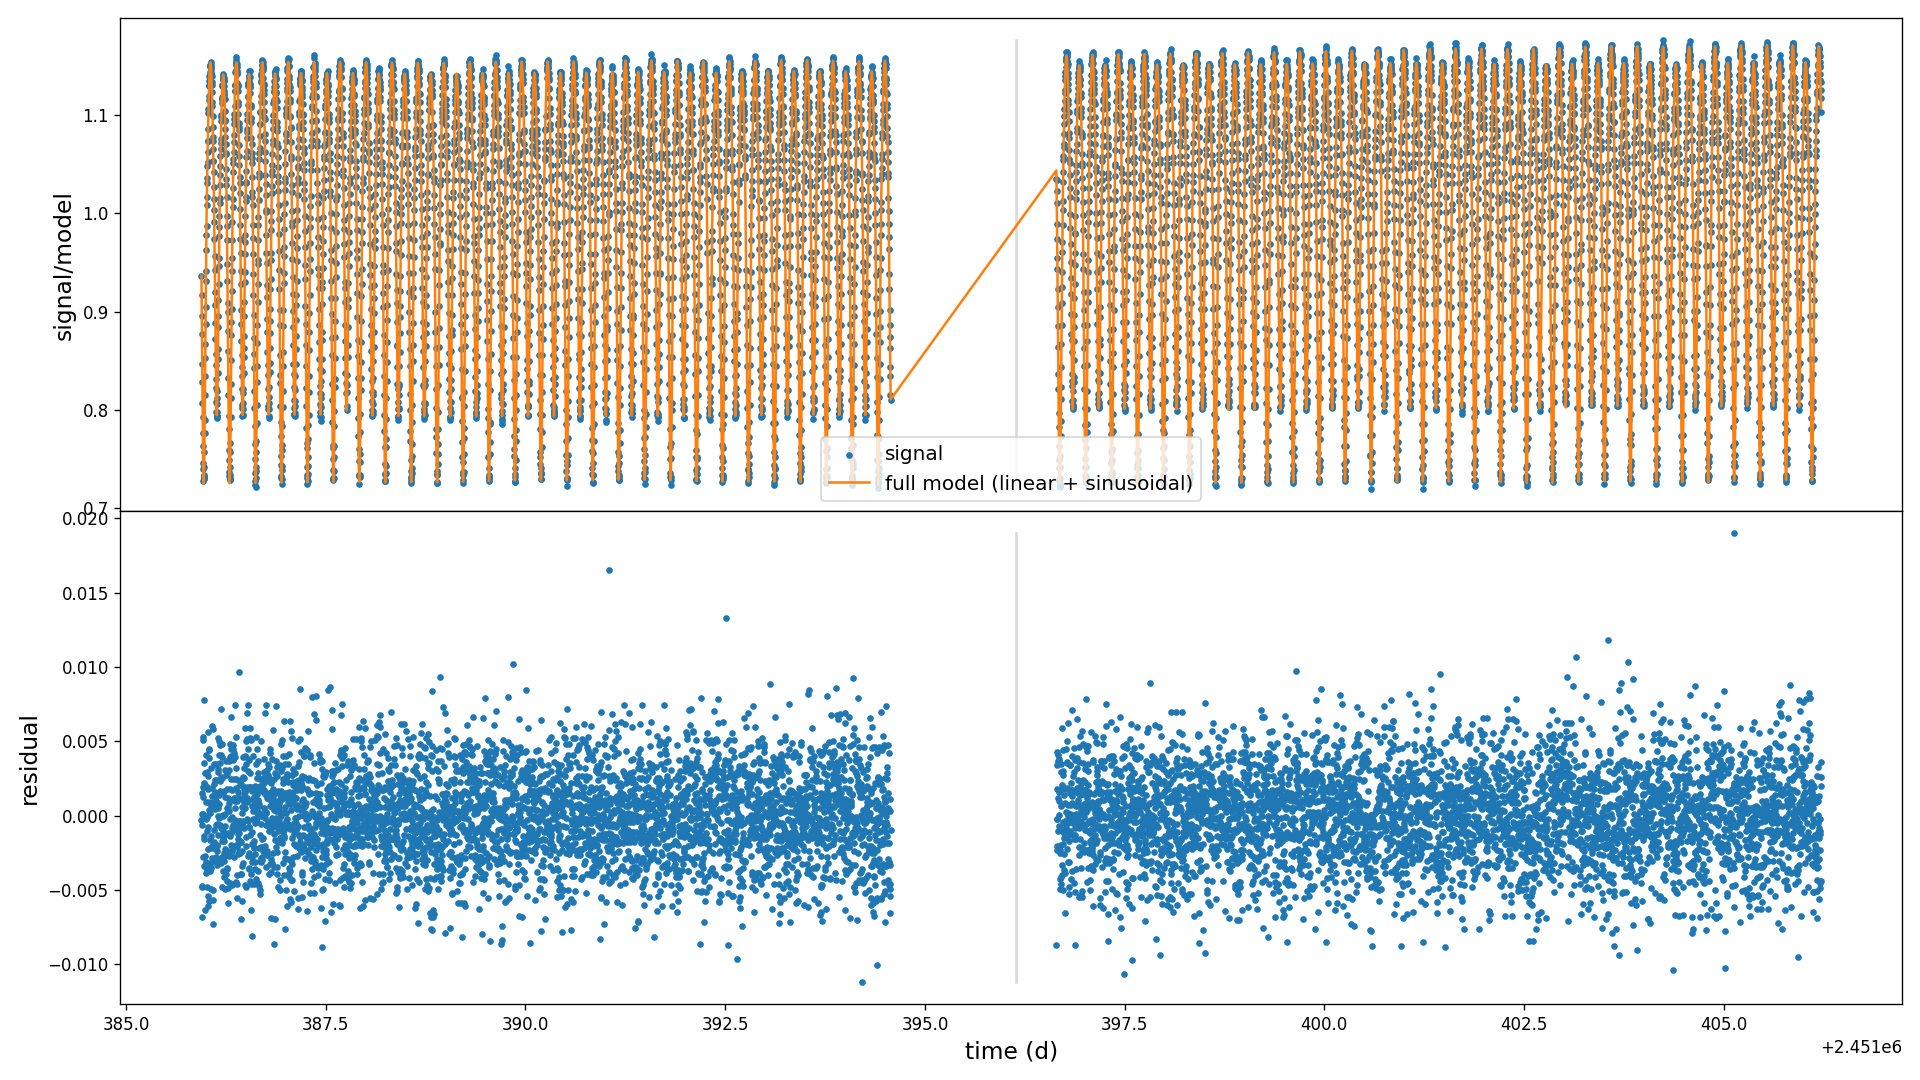 signal/model
1.1
1.0
0.9
0.8
0.7
signal
full model (linear + sinusoidal)
residual
0.020
0.015
0.010
0.005
0.000
−0.005
−0.010
385.0 387.5 390.0 392.5 395.0 397.5 400.0 402.5 405.0
time (d)
+2.451e6